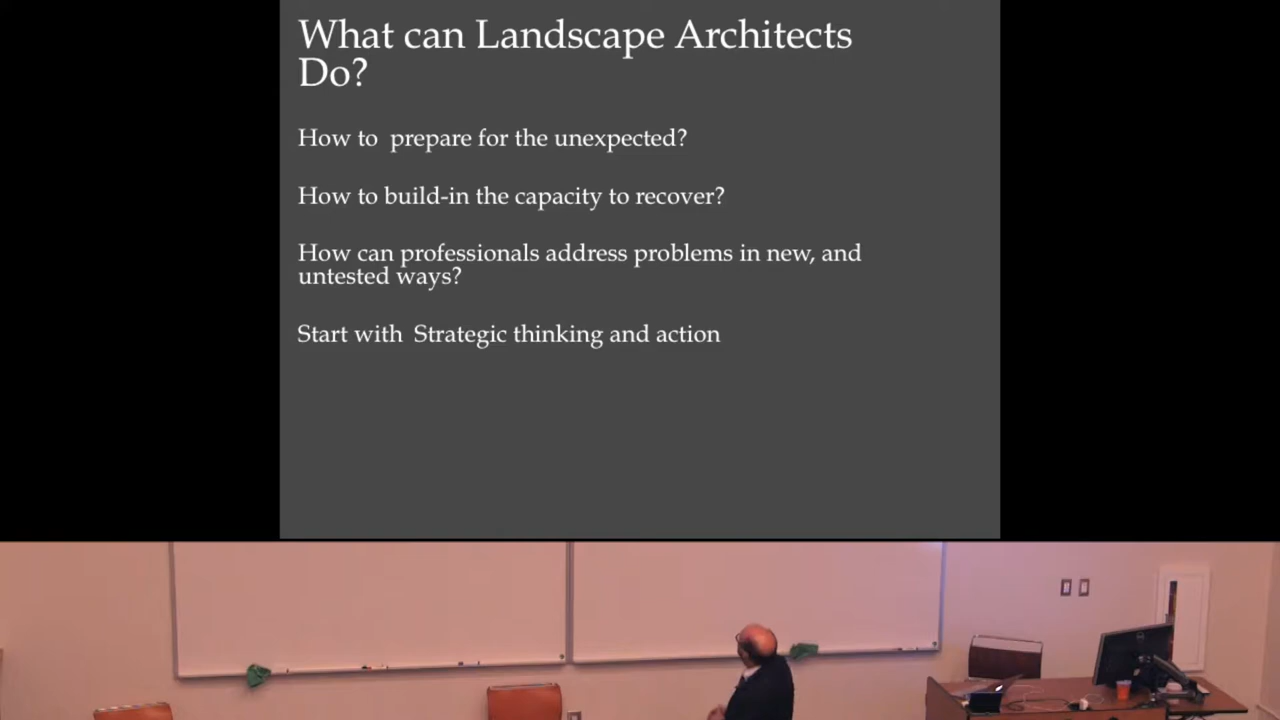 What can Landscape Architects
Do?
How to prepare for the unexpected?
How to build-in the capacity to recover?
How can professionals address problems in new, and
untested ways?
Start with Strategic thinking and action